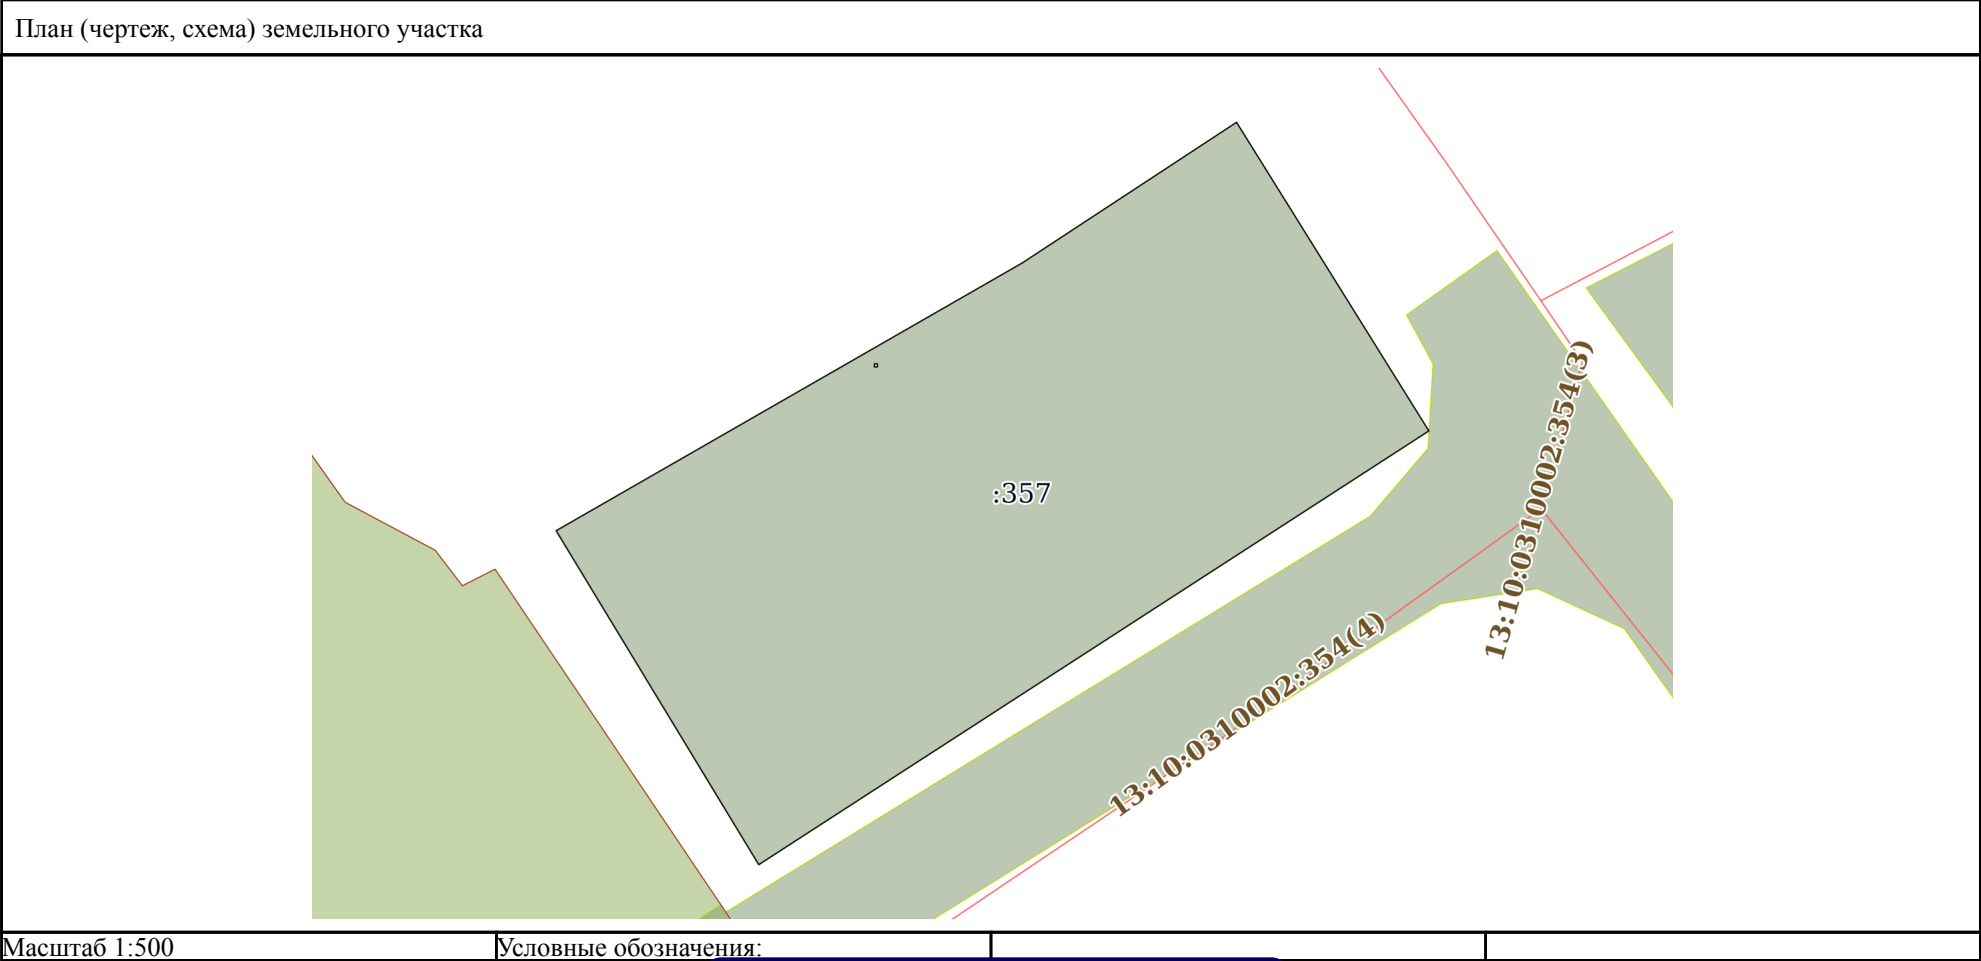 План (чертеж, схема) земельного участка
:357
13:10:0310002:354(3)
13:10:0310002:354(4)
Масштаб 1:500
Условные обозначения: